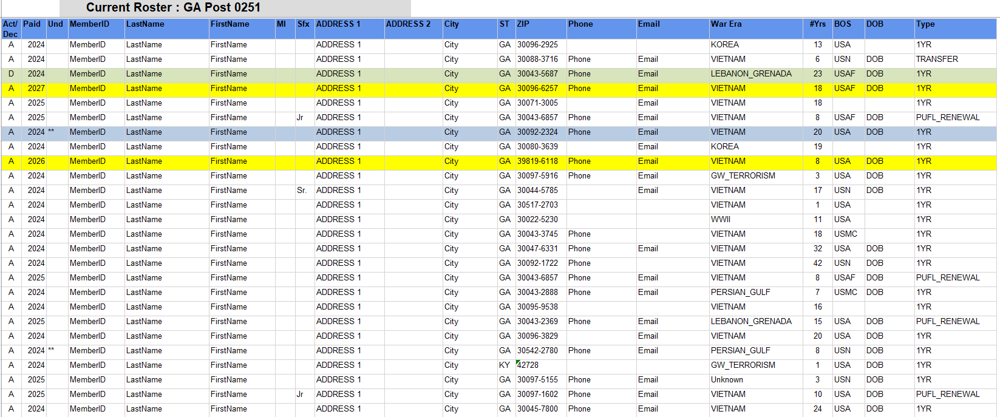 Current Roster : GA Post 0251
Act/ Dec Paid Und MemberID LastName FirstName MI Sfx ADDRESS 1 ADDRESS 2 City ST ZIP Phone Email War Era #Yrs BOS DOB Type
A 2024 MemberID LastName FirstName ADDRESS 1 City GA 30096-2925 KOREA 13 USA 1YR
A 2024 MemberID LastName FirstName ADDRESS 1 City GA 30088-3716 Phone Email VIETNAM 6 USN DOB TRANSFER
D 2024 MemberID LastName FirstName ADDRESS 1 City GA 30043-5687 Phone Email LEBANON_GRENADA 23 USAF DOB 1YR
A 2027 MemberID LastName FirstName ADDRESS 1 City GA 30096-6257 Phone Email VIETNAM 18 USAF DOB 1YR
A 2025 MemberID LastName FirstName ADDRESS 1 City GA 30071-3005 Email VIETNAM 18 1YR
A 2025 MemberID LastName FirstName Jr ADDRESS 1 City GA 30043-6857 Phone Email VIETNAM 8 USAF DOB PUFL_RENEWAL
A 2024 ** MemberID LastName FirstName ADDRESS 1 City GA 30092-2324 Phone Email VIETNAM 20 USA DOB 1YR
A 2024 MemberID LastName FirstName ADDRESS 1 City GA 30080-3639 Email KOREA 19 1YR
A 2026 MemberID LastName FirstName ADDRESS 1 City GA 39819-6118 Phone Email VIETNAM 8 USA DOB 1YR
A 2024 MemberID LastName FirstName ADDRESS 1 City GA 30097-5916 Phone Email GW_TERRORISM 3 USA DOB 1YR
A 2024 MemberID LastName FirstName Sr. ADDRESS 1 City GA 30044-5785 Email VIETNAM 17 USN DOB 1YR
A 2024 MemberID LastName FirstName ADDRESS 1 City GA 30517-2703 VIETNAM 1 USA 1YR
A 2024 MemberID LastName FirstName ADDRESS 1 City GA 30022-5230 WWII 11 USA 1YR
A 2024 MemberID LastName FirstName ADDRESS 1 City GA 30043-3745 Phone VIETNAM 18 USMC 1YR
A 2024 MemberID LastName FirstName ADDRESS 1 City GA 30047-6331 Phone Email VIETNAM 32 USA DOB 1YR
A 2024 MemberID LastName FirstName ADDRESS 1 City GA 30092-1722 Phone VIETNAM 42 USN DOB 1YR
A 2025 MemberID LastName FirstName ADDRESS 1 City GA 30043-6857 Phone Email VIETNAM 8 USAF DOB PUFL_RENEWAL
A 2024 MemberID LastName FirstName ADDRESS 1 City GA 30043-2888 Phone Email PERSIAN_GULF 7 USMC DOB 1YR
A 2024 MemberID LastName FirstName ADDRESS 1 City GA 30095-9538 VIETNAM 16 1YR
A 2025 MemberID LastName FirstName ADDRESS 1 City GA 30043-2369 Phone Email LEBANON_GRENADA 15 USA DOB PUFL_RENEWAL
A 2024 MemberID LastName FirstName ADDRESS 1 City GA 30096-3829 Email VIETNAM 20 USA DOB 1YR
A 2024 ** MemberID LastName FirstName ADDRESS 1 City GA 30542-2780 Phone Email PERSIAN_GULF 8 USN DOB 1YR
A 2024 MemberID LastName FirstName ADDRESS 1 City KY 42728 GW_TERRORISM 1 USA DOB 1YR
A 2025 MemberID LastName FirstName ADDRESS 1 City GA 30097-5155 Phone Email Unknown 3 USN DOB 1YR
A 2025 MemberID LastName FirstName Jr ADDRESS 1 City GA 30097-1602 Phone Email VIETNAM 10 USA DOB PUFL_RENEWAL
A 2024 MemberID LastName FirstName ADDRESS 1 City GA 30045-7800 Phone Email VIETNAM 24 USA DOB 1YR